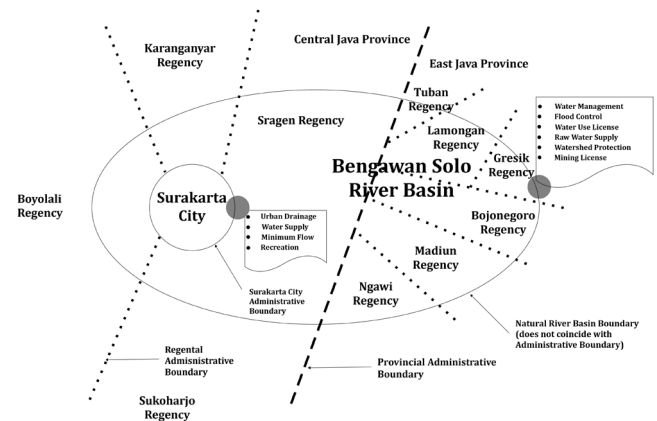 Karanganyar
Regency
Central Java Province
East Java Province
Tuban
Regency
Sragen Regency
Lamongan
Regency
Gresik
Regency
Water Management
Flood Control
Water Use License
Raw Water Supply
Watershed Protection
Mining License
Bengawan Solo
River Basin
Boyolali
Regency
Surakarta
City
Urban Drainage
Water Supply
Minimum Flow
Recreation
Bojonegoro
Regency
Madiun
Regency
Ngawi
Regency
Surakarta City
Administrative
Boundary
Natural River Basin Boundary
(does not coincide with
Administrative Boundary)
Regental
Admisnistrative
Boundary
Provincial Administrative
Boundary
Sukoharjo
Regency